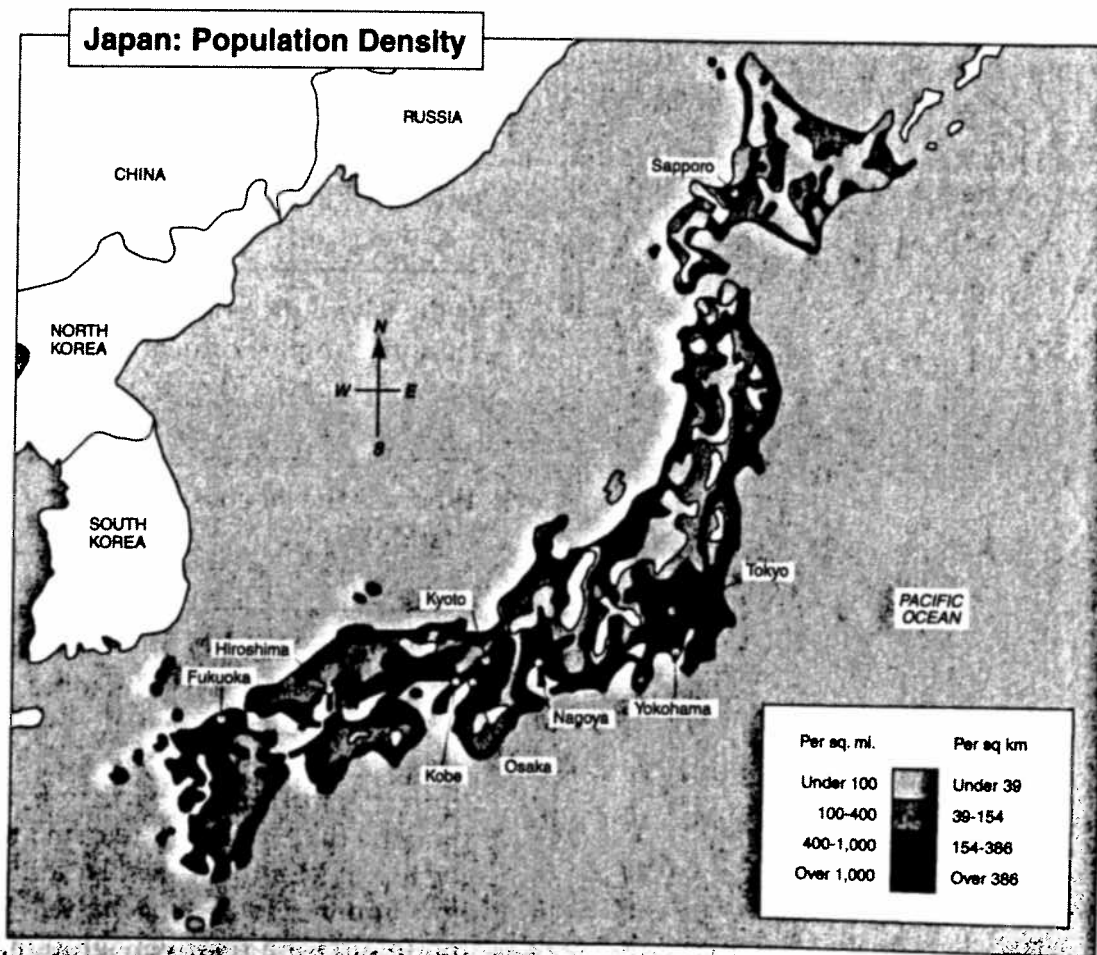 Japan: Population Density
RUSSIA
CHINA
Sapporo
NORTH
KOREA
N
W
E
S
SOUTH
KOREA
Tokyo
PACIFIC
OCEAN
Kyoto
Hiroshima
Fukuoka
Nagoya
Yokohama
Kobe
Osaka
Per sq. mi. Per sq km
Under 100 Under 39
100-400 39-154
400-1,000 154-386
Over 1,000 Over 386